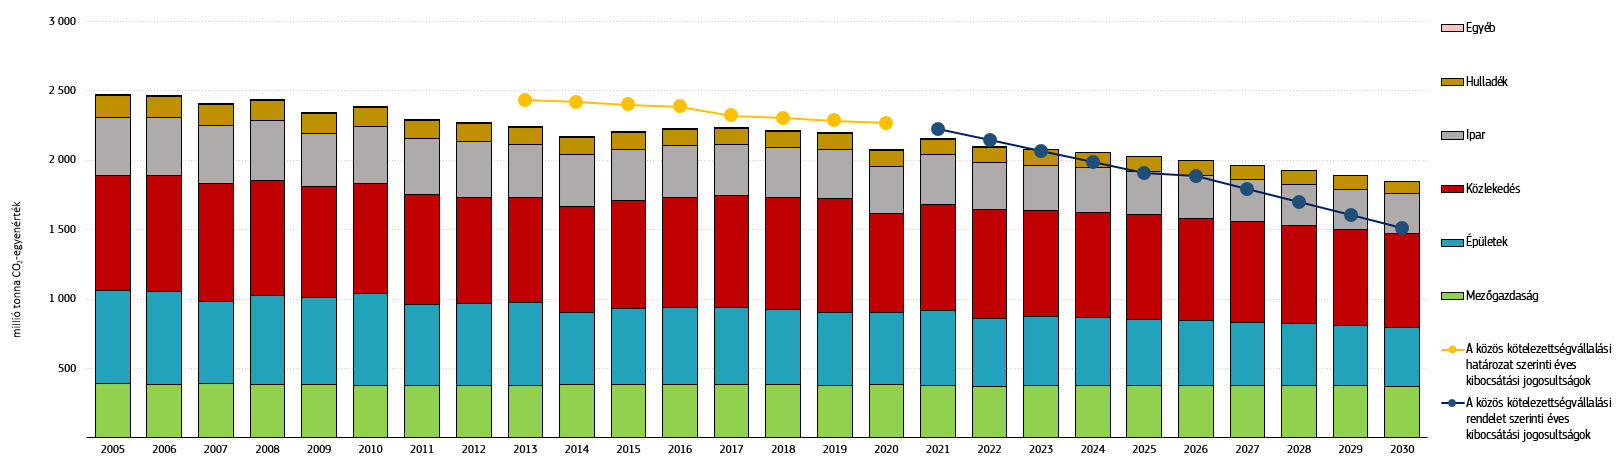 3 000
2 500
2 000
1 500
1 000
500
millió tonna CO₂-egyenérték
2005 2006 2007 2008 2009 2010 2011 2012 2013 2014 2015 2016 2017 2018 2019 2020 2021 2022 2023 2024 2025 2026 2027 2028 2029 2030
Egyéb
Hulladék
Ipar
Közlekedés
Épületek
Mezőgazdaság
A közös kötelezettségvállalási
határozat szerinti éves
kibocsátási jogosultságok
A közös kötelezettségvállalási
rendelet szerinti éves
kibocsátási jogosultságok